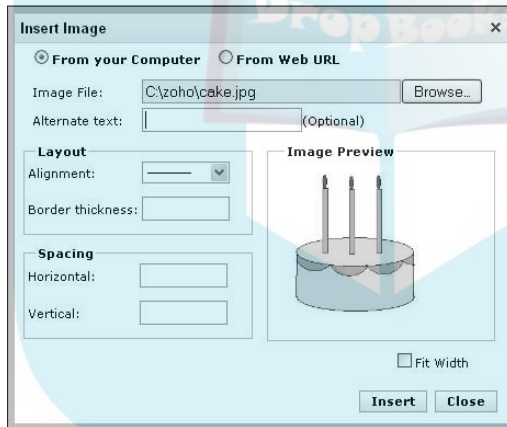 DropBooks
Insert Image x
From your Computer From Web URL
Image File: C:\zoho\cake.jpg Browse...
Alternate text: (Optional)
Layout
Alignment:
Border thickness:
Image Preview
Spacing
Horizontal:
Vertical:
Fit Width
Insert Close